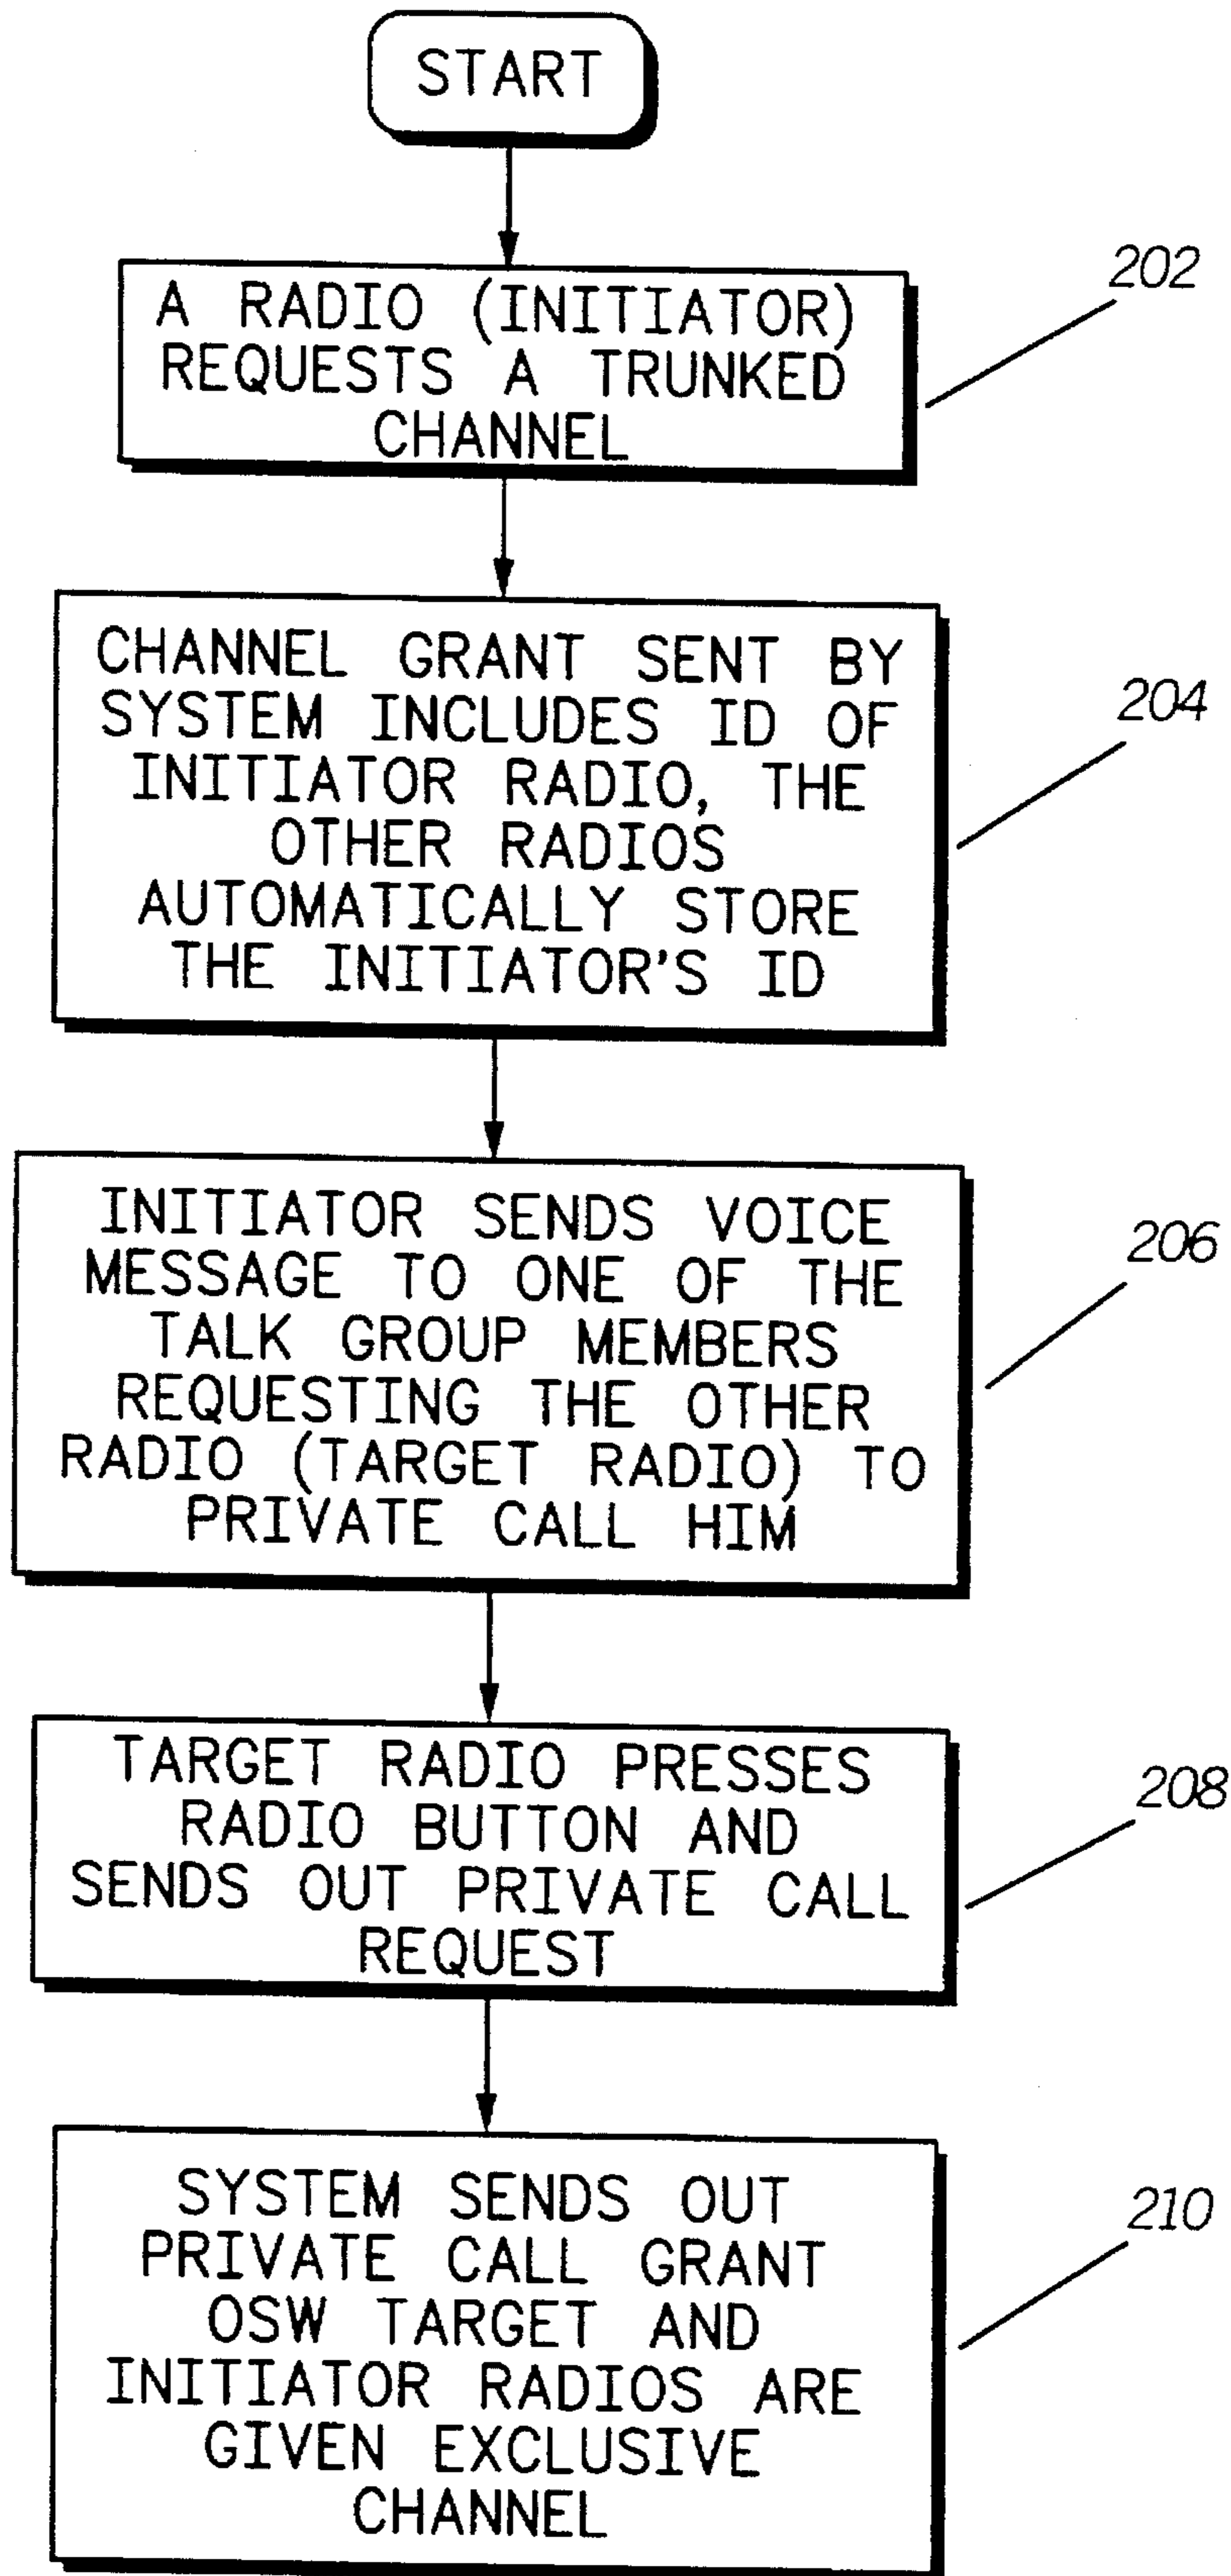 START
A RADIO (INITIATOR)
REQUESTS A TRUNKED
CHANNEL
202
CHANNEL GRANT SENT BY
SYSTEM INCLUDES ID OF
INITIATOR RADIO, THE
OTHER RADIOS
AUTOMATICALLY STORE
THE INITIATOR'S ID
204
INITIATOR SENDS VOICE
MESSAGE TO ONE OF THE
TALK GROUP MEMBERS
REQUESTING THE OTHER
RADIO (TARGET RADIO) TO
PRIVATE CALL HIM
206
TARGET RADIO PRESSES
RADIO BUTTON AND
SENDS OUT PRIVATE CALL
REQUEST
208
SYSTEM SENDS OUT
PRIVATE CALL GRANT
OSW TARGET AND
INITIATOR RADIOS ARE
GIVEN EXCLUSIVE
CHANNEL
210